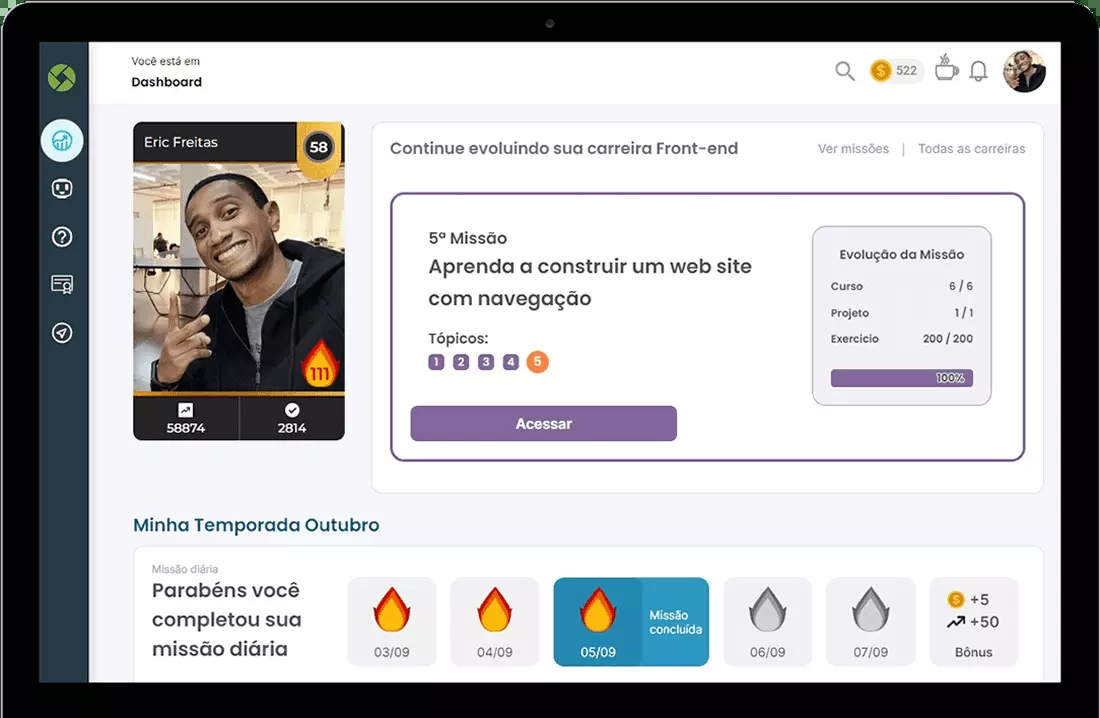 Você está em
Dashboard
522
Eric Freitas
58
111
58874
2814
Continue evoluindo sua carreira Front-end
Ver missões | Todas as carreiras
5ª Missão
Aprenda a construir um web site
com navegação
Tópicos:
1 2 3 4 5
Acessar
Evolução da Missão
Curso 6 / 6
Projeto 1 / 1
Exercicio 200 / 200
100%
Minha Temporada Outubro
Missão diária
Parabéns você
completou sua
missão diária
03/09
04/09
05/09
Missão
concluída
06/09
07/09
+5
+50
Bônus